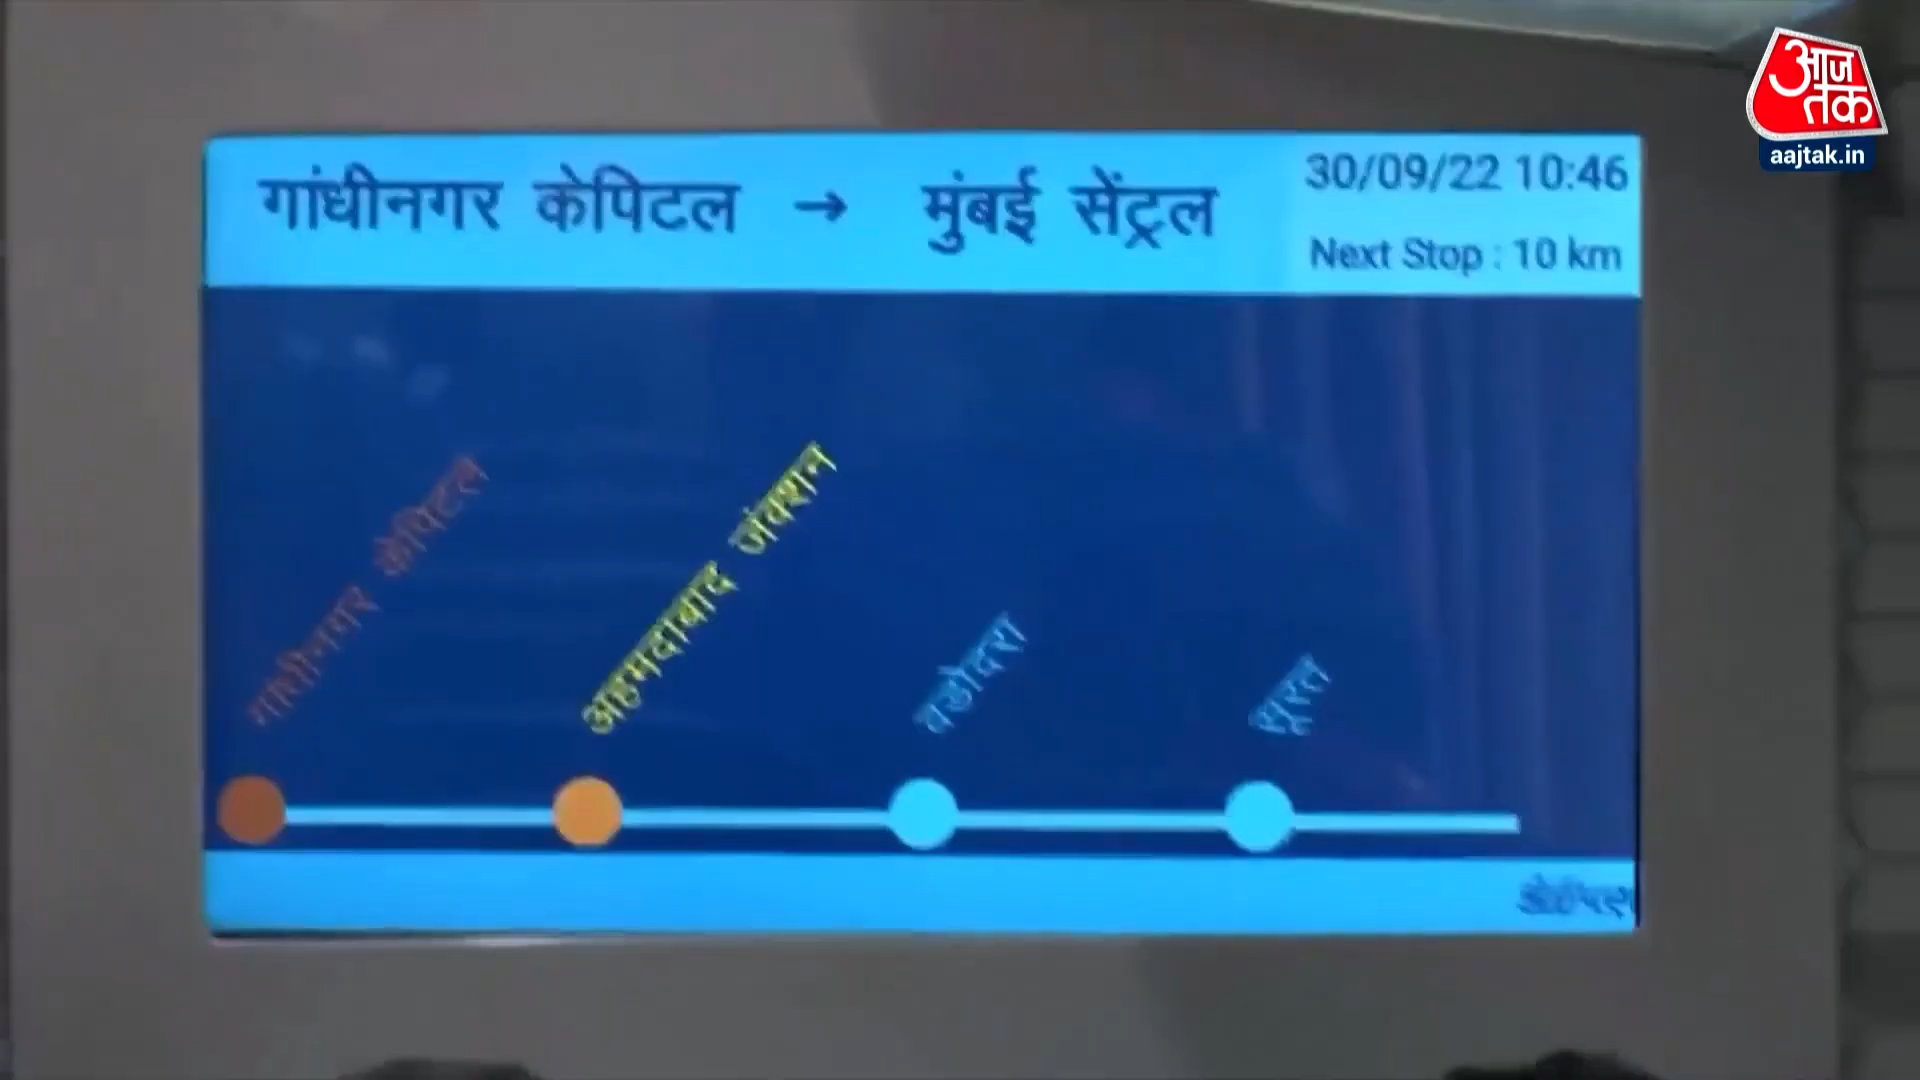 गांधीनगर केपिटल → मुंबई सेंट्रल
30/09/22 10:46
Next Stop : 10 km
गांधीनगर केपिटल
अहमदाबाद जंक्शन
वडोदरा
सूरत
आज
तक
aajtak.in